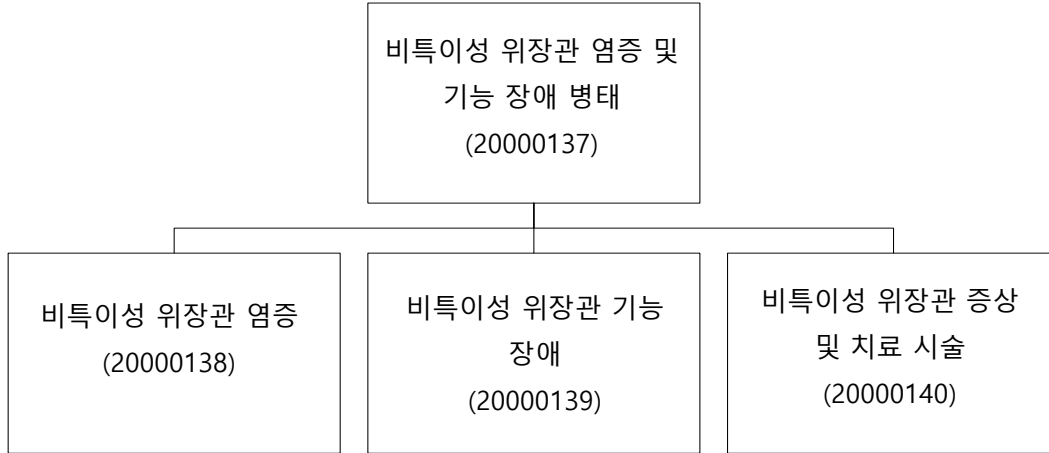 비특이성 위장관 염증 및
기능 장애 병태
(20000137)
비특이성 위장관 염증
(20000138)
비특이성 위장관 기능
장애
(20000139)
비특이성 위장관 증상
및 치료 시술
(20000140)